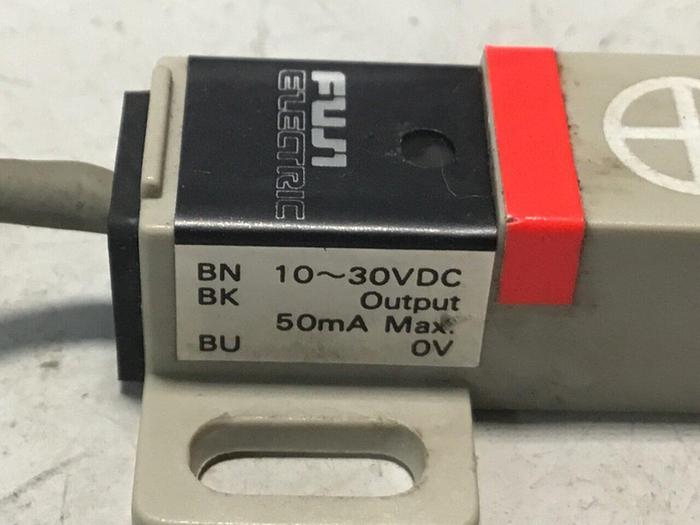 FUJI
ELECTRIC
BN 10~30VDC
BK Output
50mA Max.
BU 0V